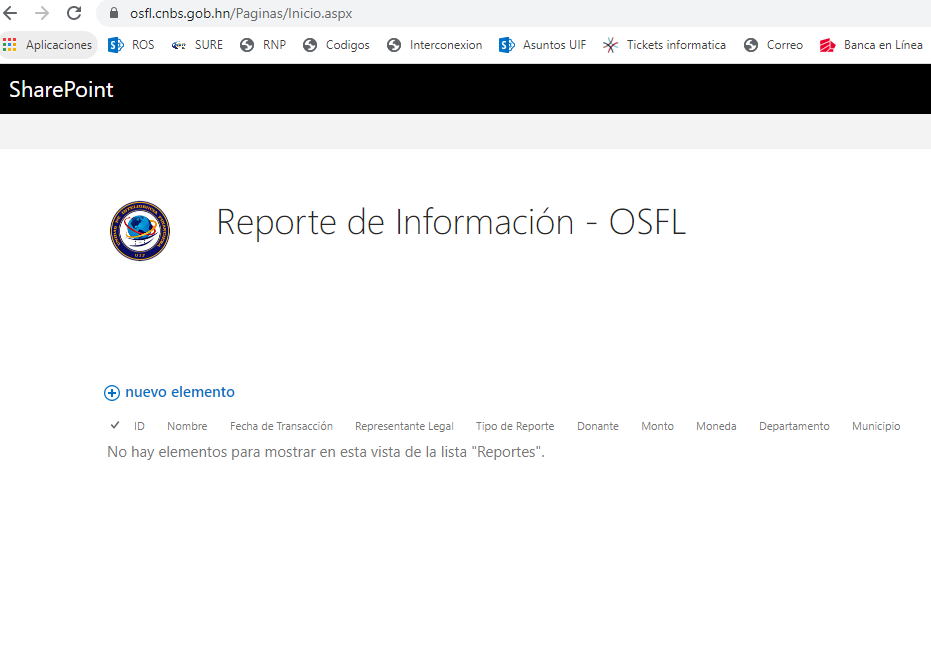 osfl.cnbs.gob.hn/Paginas/Inicio.aspx
Aplicaciones ROS SURE RNP Codigos Interconexion Asuntos UIF Tickets informatica Correo Banca en Línea
SharePoint
Reporte de Información - OSFL
nuevo elemento
ID Nombre Fecha de Transacción Representante Legal Tipo de Reporte Donante Monto Moneda Departamento Municipio
No hay elementos para mostrar en esta vista de la lista "Reportes".